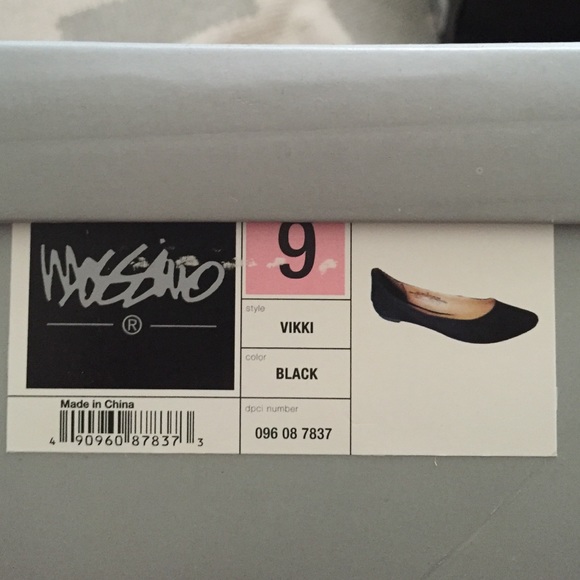 mossimo
®
9
style
VIKKI
color
BLACK
dpci number
096 08 7837
Made in China
4 90960 87837 3